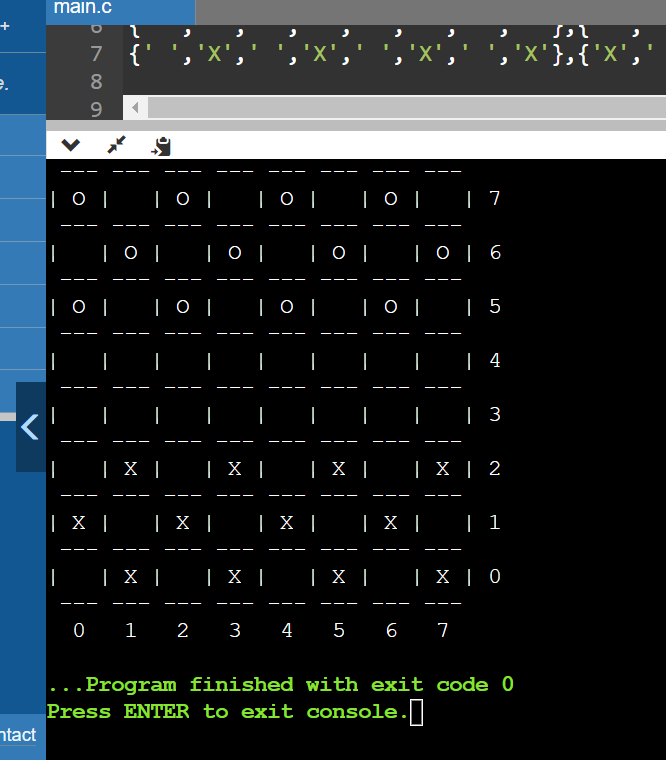 main.c
+
6
7 {' ','X',' ','X',' ','X',' ','X'},{'X','
e.
8
9
--- --- --- --- --- --- --- ---
| O |   | O |   | O |   | O |   | 7
--- --- --- --- --- --- --- ---
|   | O |   | O |   | O |   | O | 6
--- --- --- --- --- --- --- ---
| O |   | O |   | O |   | O |   | 5
--- --- --- --- --- --- --- ---
|   |   |   |   |   |   |   |   | 4
--- --- --- --- --- --- --- ---
|   |   |   |   |   |   |   |   | 3
--- --- --- --- --- --- --- ---
|   | X |   | X |   | X |   | X | 2
--- --- --- --- --- --- --- ---
| X |   | X |   | X |   | X |   | 1
--- --- --- --- --- --- --- ---
|   | X |   | X |   | X |   | X | 0
--- --- --- --- --- --- --- ---
0 1 2 3 4 5 6 7
...Program finished with exit code 0
Press ENTER to exit console.
ntact